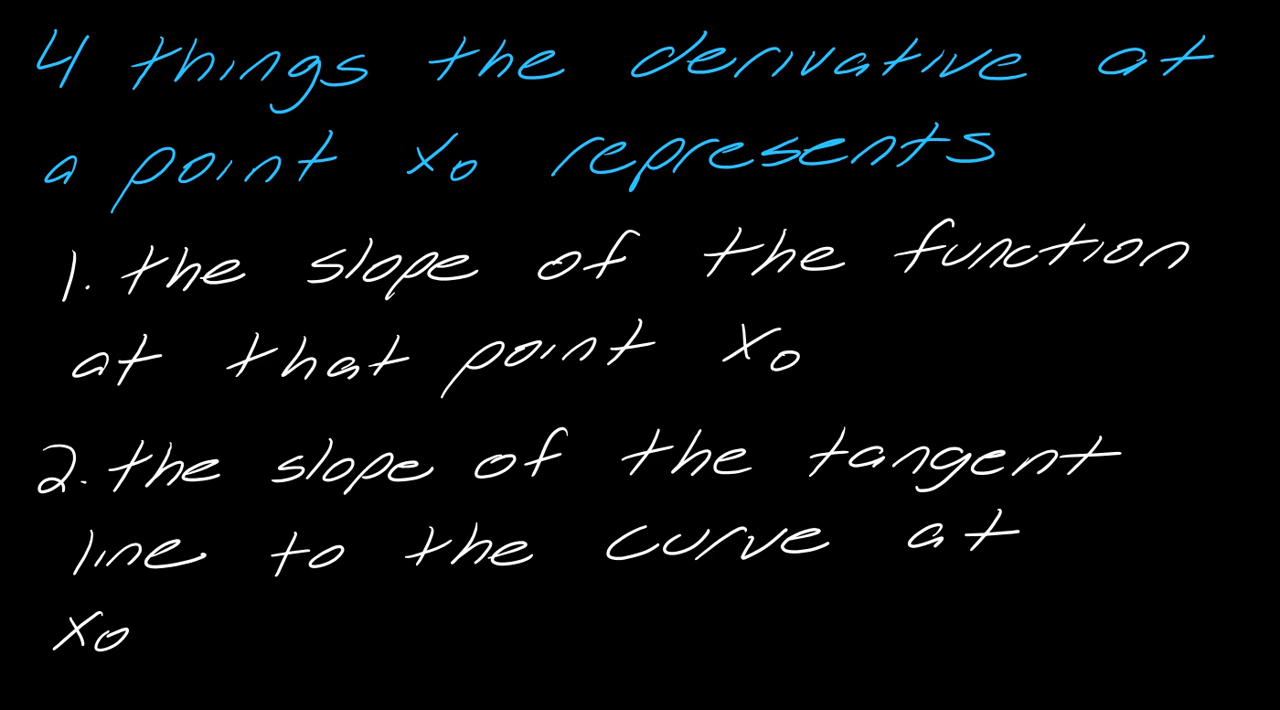 4 things the derivative at
a point x₀ represents
1. the slope of the function
at that point x₀
2. the slope of the tangent
line to the curve at
x₀